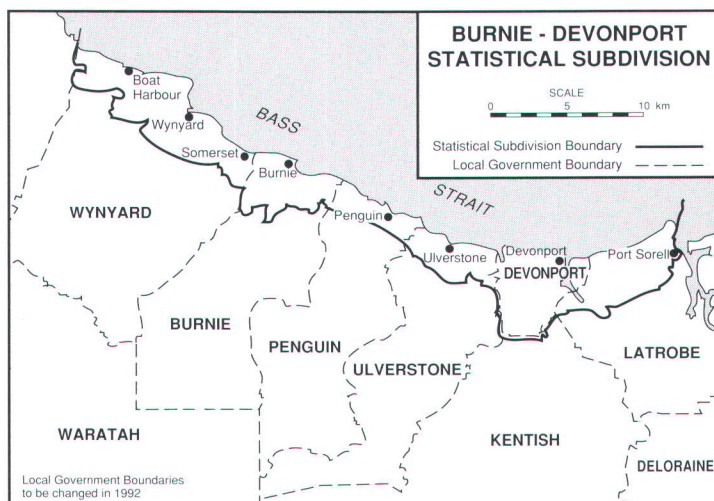 BURNIE - DEVONPORT
STATISTICAL SUBDIVISION
SCALE
0 5 10 km
Statistical Subdivision Boundary
Local Government Boundary
Boat
Harbour
Wynyard
BASS
Somerset
Burnie
STRAIT
WYNYARD
Penguin
Ulverstone
Devonport
DEVONPORT
Port Sorell
BURNIE
PENGUIN
ULVERSTONE
LATROBE
WARATAH
KENTISH
DELORAINE
Local Government Boundaries
to be changed in 1992